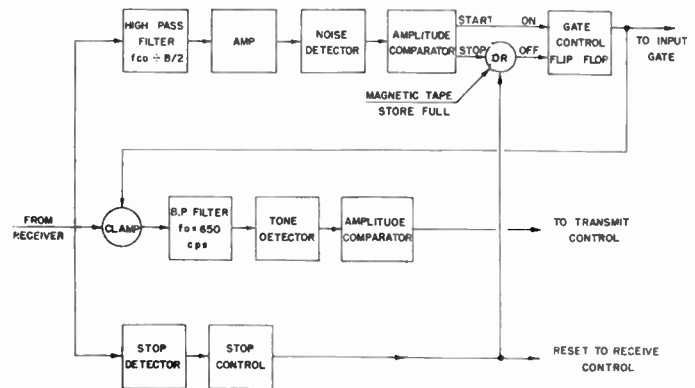 HIGH PASS
FILTER
fco ÷ B/2
AMP
NOISE
DETECTOR
AMPLITUDE
COMPARATOR
START
ON
STOP
OR
OFF
GATE
CONTROL
FLIP FLOP
TO INPUT
GATE
MAGNETIC TAPE
STORE FULL
FROM
RECEIVER
CLAMP
B.P FILTER
fo = 650
cps
TONE
DETECTOR
AMPLITUDE
COMPARATOR
TO TRANSMIT
CONTROL
STOP
DETECTOR
STOP
CONTROL
RESET TO RECEIVE
CONTROL